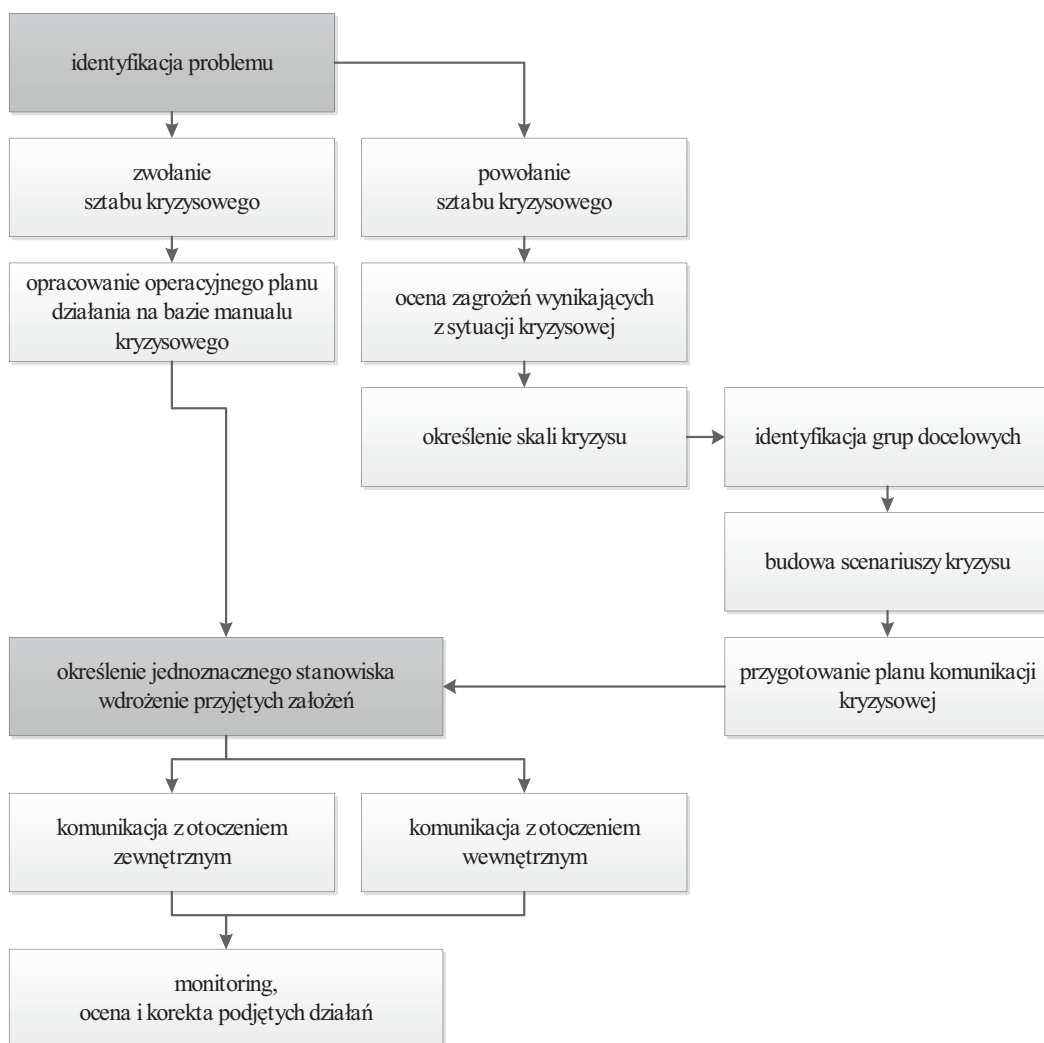 identyfikacja problemu
zwołanie
sztabu kryzysowego
powołanie
sztabu kryzysowego
opracowanie operacyjnego planu
działania na bazie manualu
kryzysowego
ocena zagrożeń wynikających
z sytuacji kryzysowej
określenie skali kryzysu
identyfikacja grup docelowych
budowa scenariuszy kryzysu
przygotowanie planu komunikacji
kryzysowej
określenie jednoznacznego stanowiska
wdrożenie przyjętych założeń
komunikacja z otoczeniem
zewnętrznym
komunikacja z otoczeniem
wewnętrznym
monitoring,
ocena i korekta podjętych działań